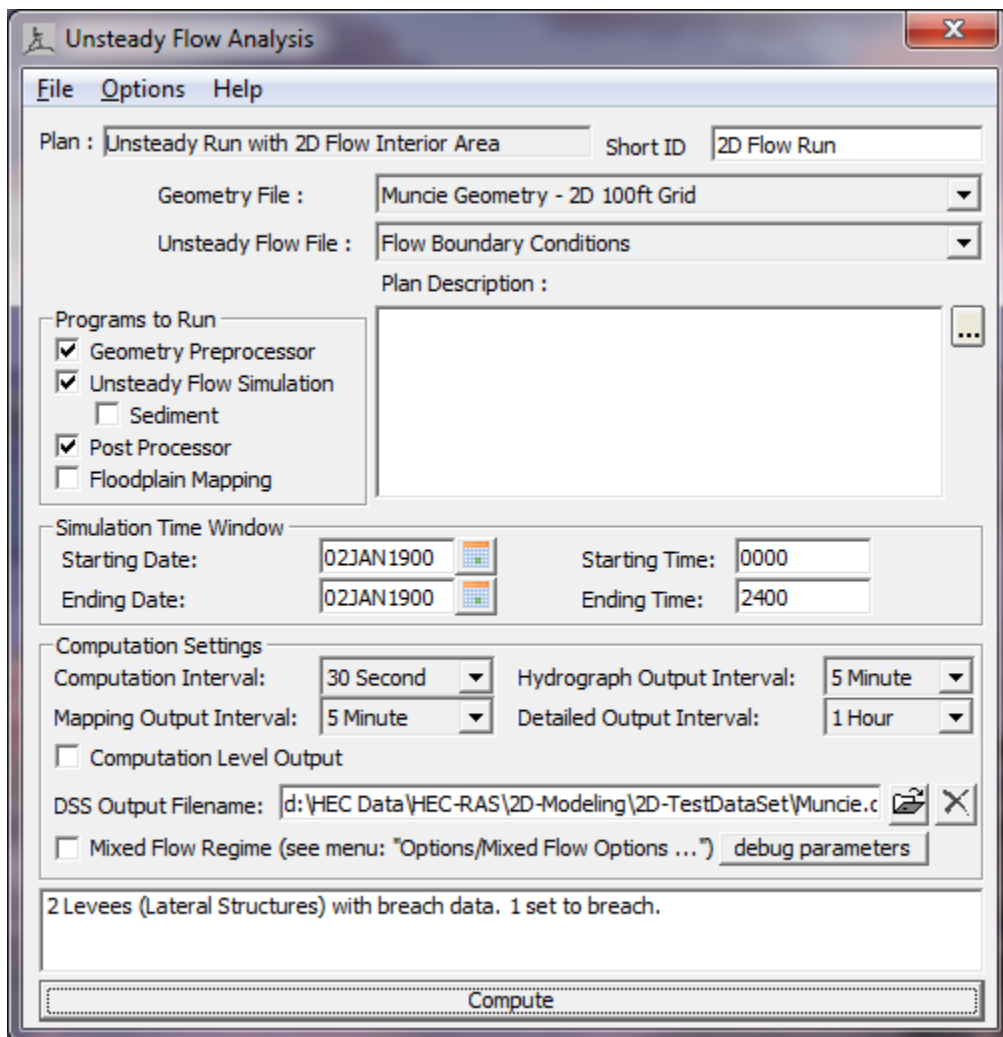 Unsteady Flow Analysis
File Options Help
Plan : Unsteady Run with 2D Flow Interior Area Short ID 2D Flow Run
Geometry File : Muncie Geometry - 2D 100ft Grid
Unsteady Flow File : Flow Boundary Conditions
Plan Description :
Programs to Run
...
Geometry Preprocessor
Unsteady Flow Simulation
Sediment
Post Processor
Floodplain Mapping
Simulation Time Window
Starting Date: 02JAN1900 Starting Time: 0000
Ending Date: 02JAN1900 Ending Time: 2400
Computation Settings
Computation Interval: 30 Second Hydrograph Output Interval: 5 Minute
Mapping Output Interval: 5 Minute Detailed Output Interval: 1 Hour
Computation Level Output
DSS Output Filename: d:\HEC Data\HEC-RAS\2D-Modeling\2D-TestDataSet\Muncie.
Mixed Flow Regime (see menu: "Options/Mixed Flow Options ...") debug parameters
2 Levees (Lateral Structures) with breach data. 1 set to breach.
Compute